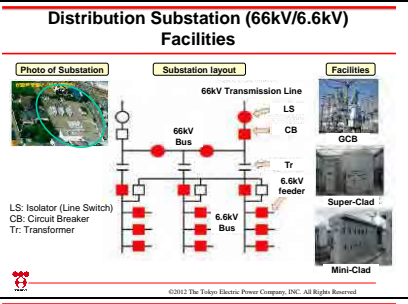 Distribution Substation (66kV/6.6kV)
Facilities
Photo of Substation
Substation layout
Facilities
66kV Transmission Line
LS
CB
GCB
66kV
Bus
Tr
6.6kV
feeder
Super-Clad
LS: Isolator (Line Switch)
CB: Circuit Breaker
Tr: Transformer
6.6kV
Bus
Mini-Clad
©2012 The Tokyo Electric Power Company, INC. All Rights Reserved